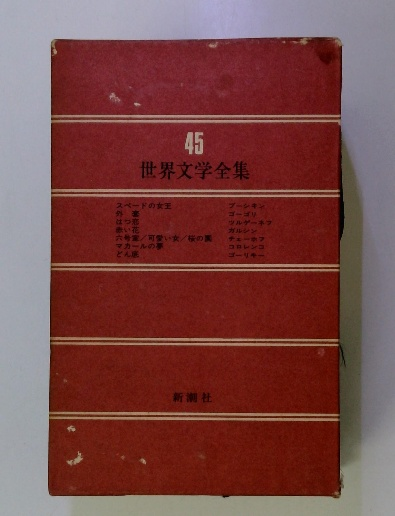 45
世界文学全集
スペードの女王 プーシキン
外套 ゴーゴリ
はつ恋 ツルゲーネフ
赤い花 ガルシン
六号室／可愛い女／桜の園 チェーホフ
マカールの夢 コロレンコ
どん底 ゴーリキー
新潮社